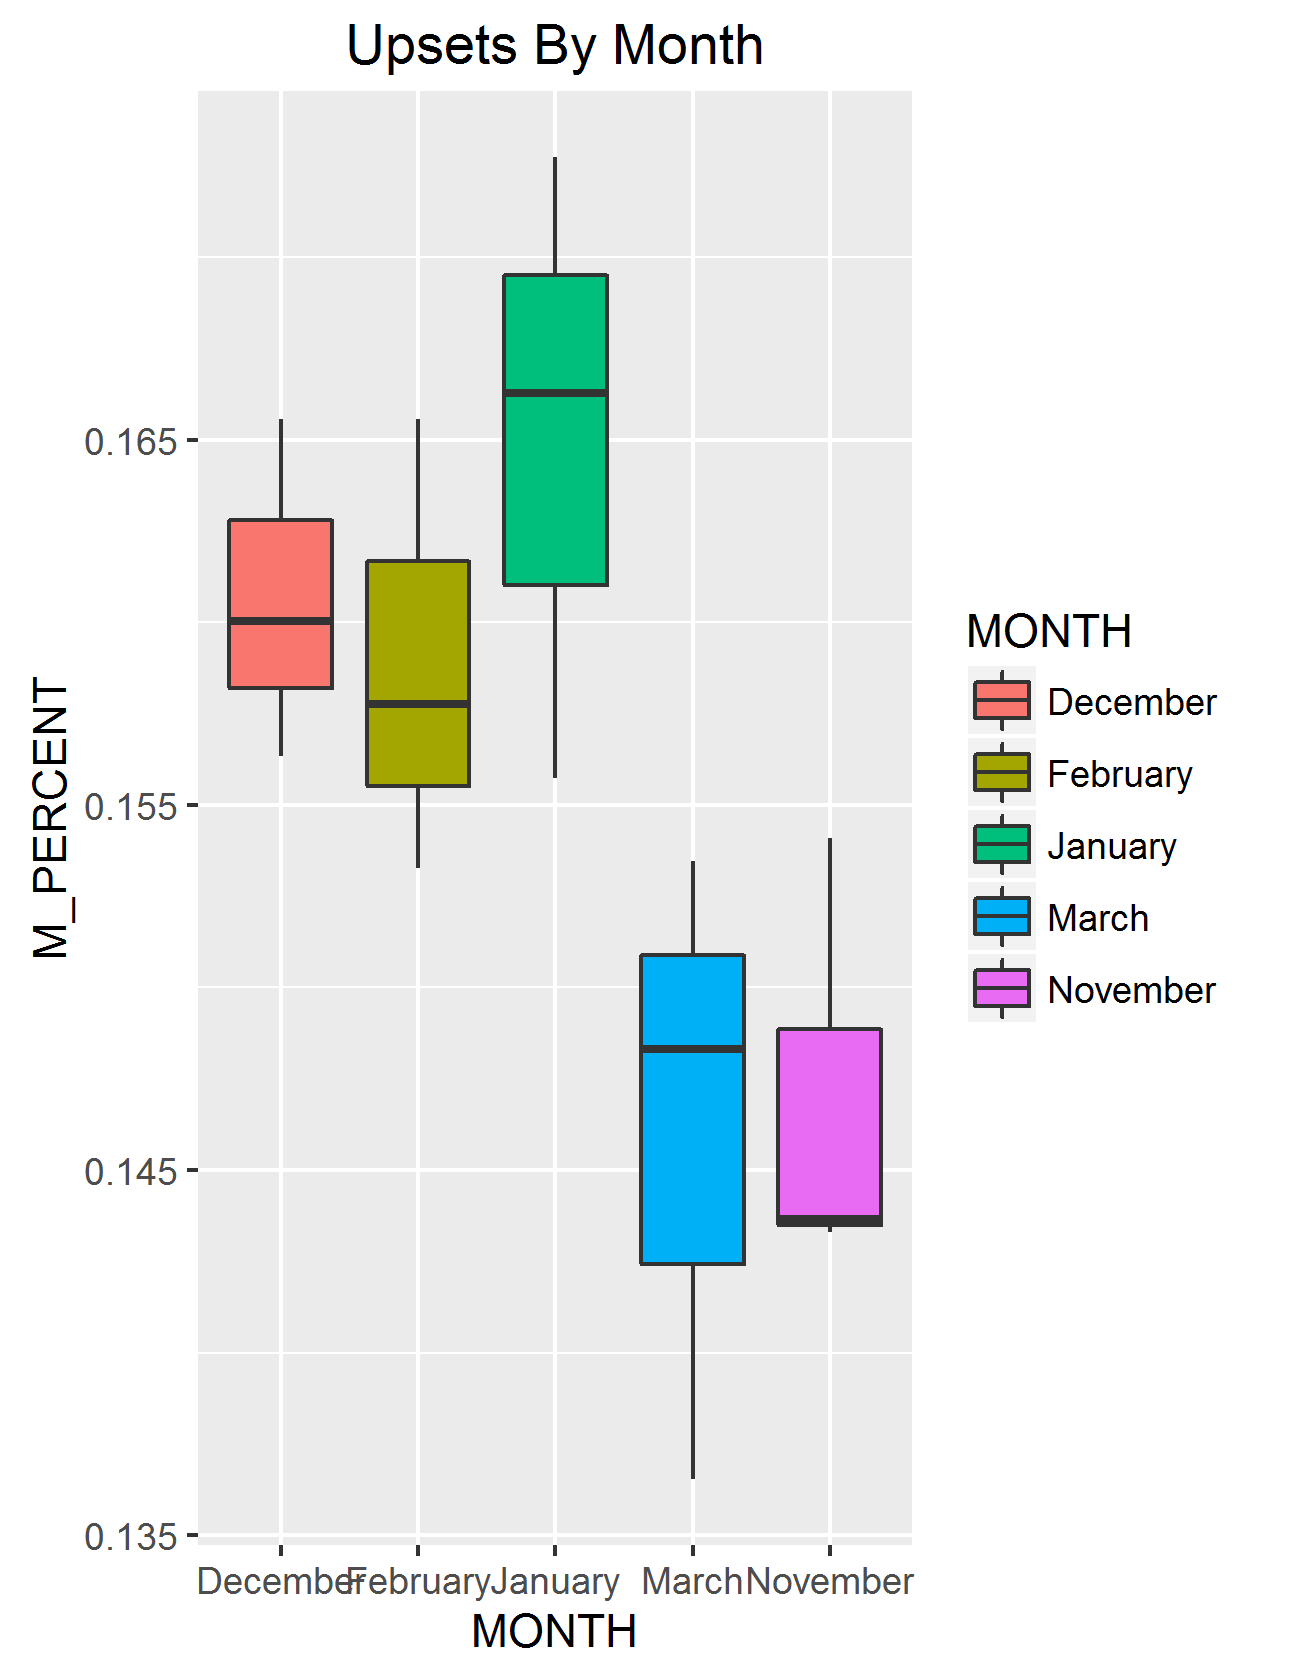 Upsets By Month
M_PERCENT
0.165
0.155
0.145
0.135
December February January March November
MONTH
MONTH
December
February
January
March
November